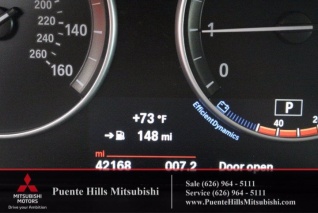 200
220
240
260
140
160
1
0
+73 °F
148 mi
EfficientDynamics
P
40
mi
42168 007.2 Door open
MITSUBISHI
MOTORS
Drive your Ambition
Puente Hills Mitsubishi
Sale (626) 964 - 5111
Service (626) 964 - 5111
www.PuenteHillsMitsubishi.com